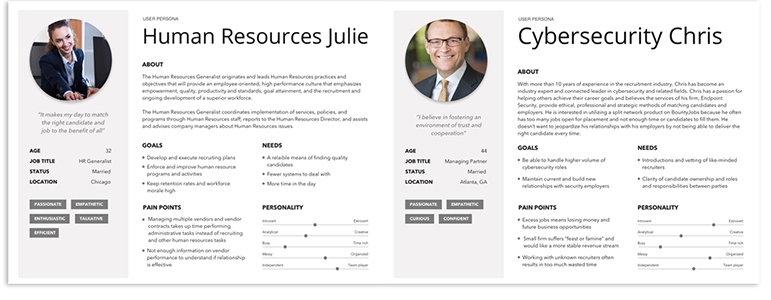 USER PERSONA
Human Resources Julie
"It makes my day to match
the right candidate and
job to the benefit of all"
AGE 32
JOB TITLE HR Generalist
STATUS Married
LOCATION Chicago
PASSIONATE EMPATHETIC
ENTHUSIASTIC TALKATIVE
EFFICIENT
ABOUT
The Human Resources Generalist originates and leads Human Resources practices and
objectives that will provide an employee-oriented, high performance culture that emphasizes
empowerment, quality, productivity and standards, goal attainment, and the recruitment and
ongoing development of a superior workforce.
The Human Resources Generalist coordinates implementation of services, policies, and
programs through Human Resources staff; reports to the Human Resources Director, and assists
and advises company managers about Human Resources issues.
GOALS
Develop and execute recruiting plans
Enforce and improve human resource
programs and activities
Keep retention rates and workforce
morale high
NEEDS
A reliable means of finding quality
candidates
Fewer systems to deal with
More time in the day
PAIN POINTS
Managing multiple vendors and vendor
contracts takes up time performing
administrative tasks instead of recruiting
and other human resources tasks
Not enough information on vendor
performance to understand if relationship
is effective
PERSONALITY
Introvert Extrovert
Analytical Creative
Busy Time rich
Messy Organized
Independent Team player
USER PERSONA
Cybersecurity Chris
"I believe in fostering an
environment of trust and
cooperation"
AGE 44
JOB TITLE Managing Partner
STATUS Married
LOCATION Atlanta, GA
PASSIONATE EMPATHETIC
CURIOUS CONFIDENT
ABOUT
With more than 10 years of experience in the recruitment industry, Chris has become an
industry expert and connected leader in cybersecurity and related fields. Chris has a passion for
helping others achieve their career goals and believes the services of his firm, Endpoint
Security, provide ethical, professional and strategic methods of matching candidates and
employers. He is interested in utilizing a split network product on BountyJobs because he often
has too many jobs open for placement and not enough time or candidates to fill them. He
doesn't want to jeopardize his relationships with his employers by not being able to deliver the
right candidate every time.
GOALS
Be able to handle higher volume of
cybersecurity roles
Maintain current and build new
relationships with security employers
NEEDS
Introductions and vetting of like-minded
recruiters
Clarity of candidate ownership and roles
and responsibilities between parties
PAIN POINTS
Excess jobs means losing money and
future business opportunities
Small firm suffers "feast or famine" and
would like a more stable revenue stream
Working with unknown recruiters often
results in too much wasted time
PERSONALITY
Introvert Extrovert
Analytical Creative
Busy Time rich
Messy Organized
Independent Team player